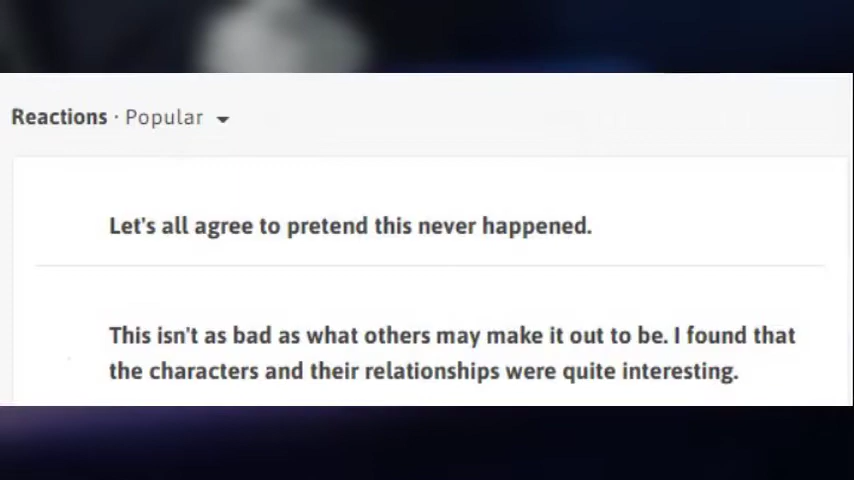 Reactions · Popular
Let's all agree to pretend this never happened.
This isn't as bad as what others may make it out to be. I found that
the characters and their relationships were quite interesting.